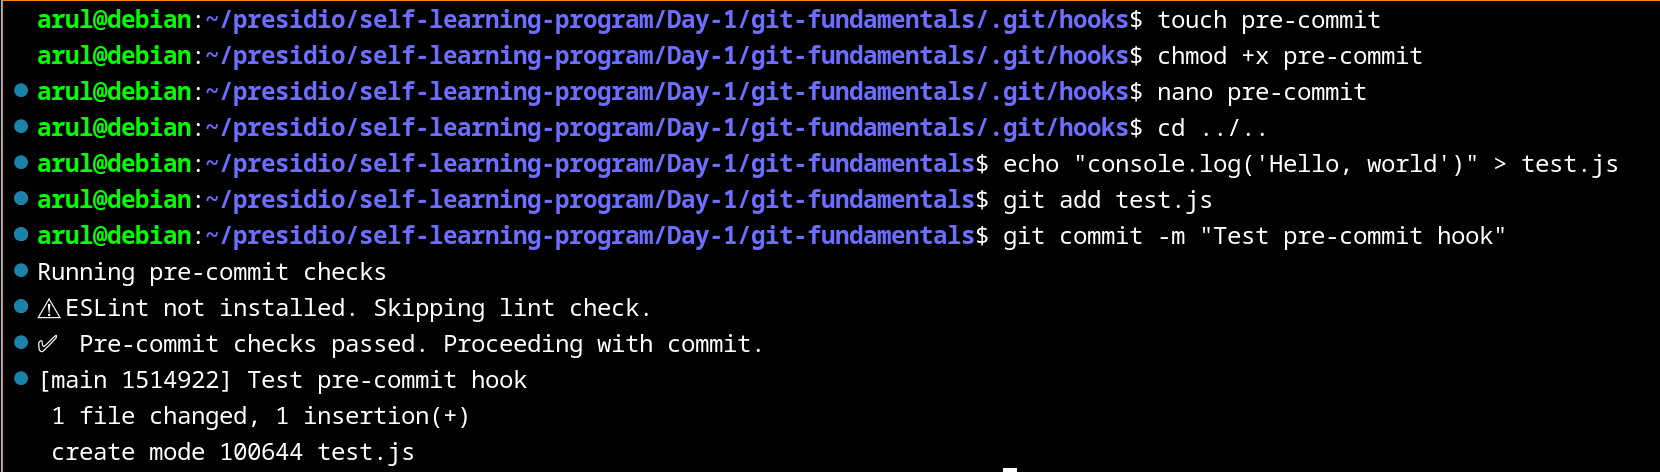 arul@debian:~/presidio/self-learning-program/Day-1/git-fundamentals/.git/hooks$ touch pre-commit
arul@debian:~/presidio/self-learning-program/Day-1/git-fundamentals/.git/hooks$ chmod +x pre-commit
arul@debian:~/presidio/self-learning-program/Day-1/git-fundamentals/.git/hooks$ nano pre-commit
arul@debian:~/presidio/self-learning-program/Day-1/git-fundamentals/.git/hooks$ cd ../..
arul@debian:~/presidio/self-learning-program/Day-1/git-fundamentals$ echo "console.log('Hello, world')" > test.js
arul@debian:~/presidio/self-learning-program/Day-1/git-fundamentals$ git add test.js
arul@debian:~/presidio/self-learning-program/Day-1/git-fundamentals$ git commit -m "Test pre-commit hook"
Running pre-commit checks
⚠ESLint not installed. Skipping lint check.
✅ Pre-commit checks passed. Proceeding with commit.
[main 1514922] Test pre-commit hook
 1 file changed, 1 insertion(+)
 create mode 100644 test.js